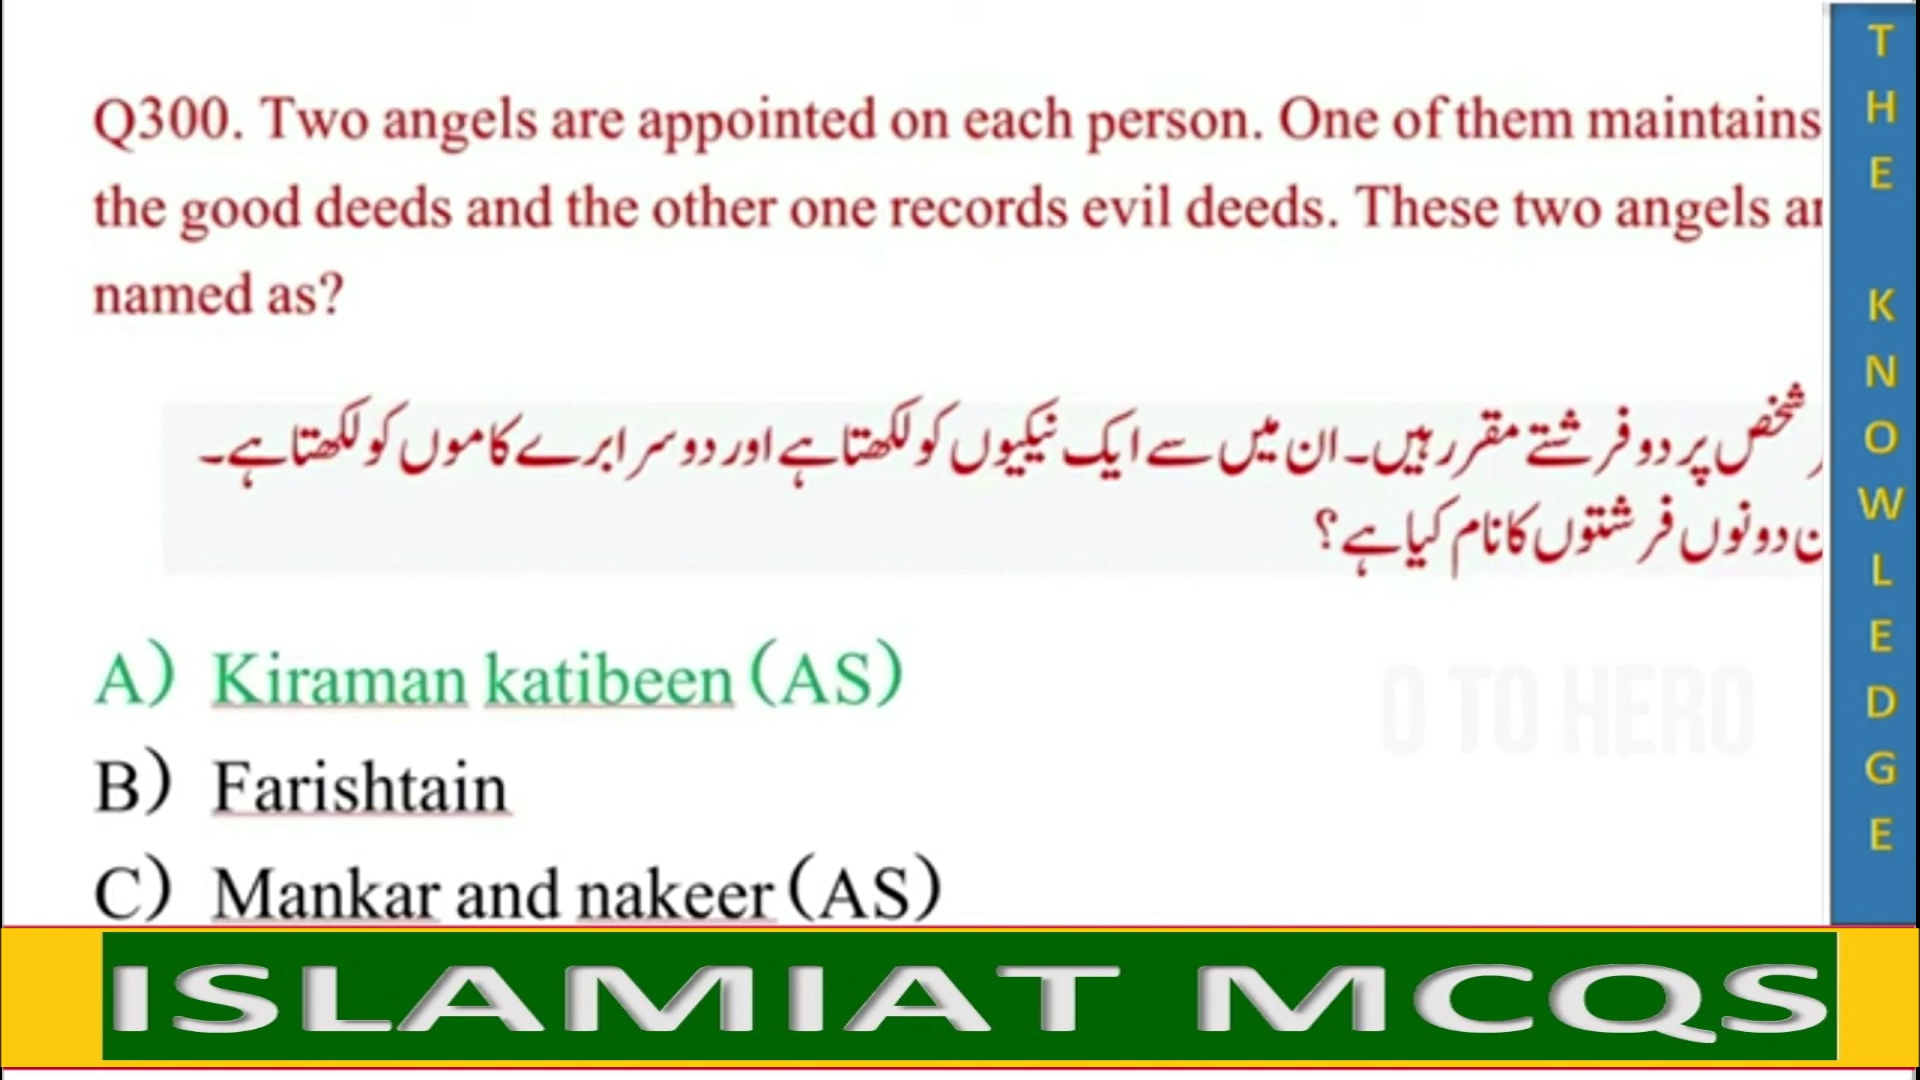 Q300. Two angels are appointed on each person. One of them maintains
the good deeds and the other one records evil deeds. These two angels ar
named as?
شخص پر دو فرشتے مقرر ہیں۔ ان میں سے ایک نیکیوں کو لکھتا ہے اور دوسرا برے کاموں کو لکھتا ہے۔
ن دونوں فرشتوں کا نام کیا ہے؟
A) Kiraman katibeen (AS)
B) Farishtain
C) Mankar and nakeer (AS)
0 TO HERO
THE KNOWLEDGE
ISLAMIAT MCQS